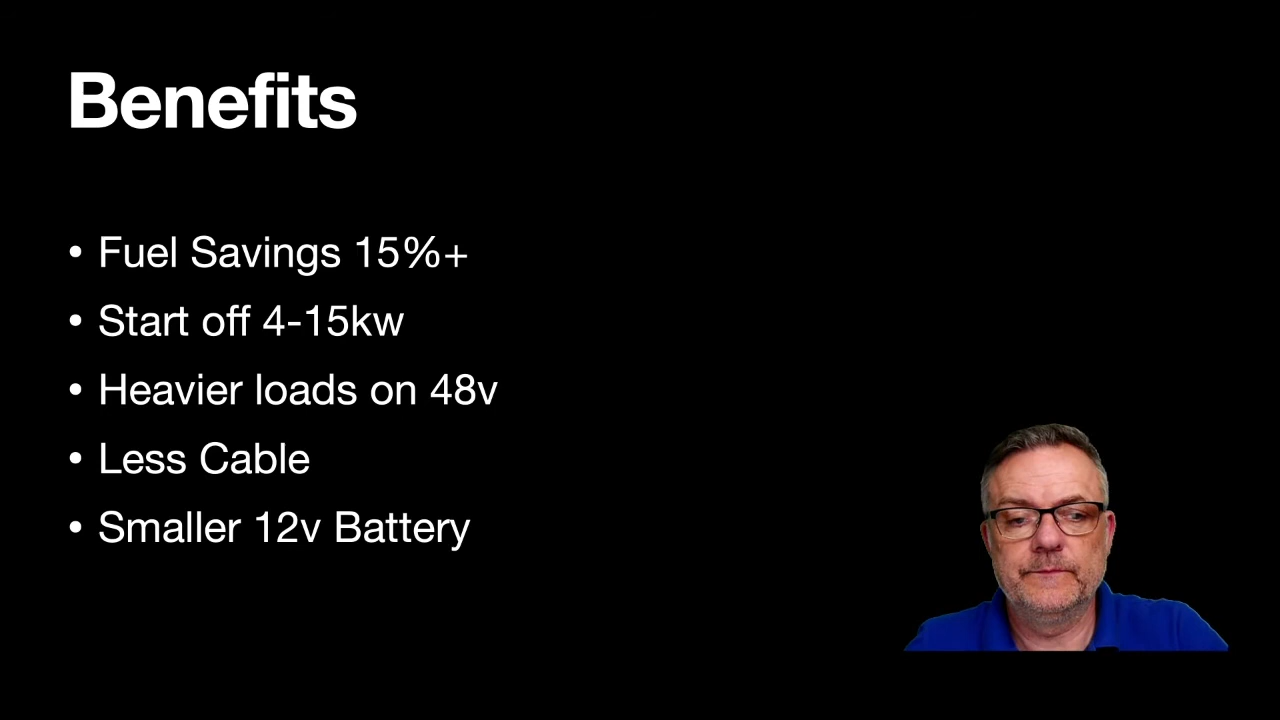 Benefits
• Fuel Savings 15%+
• Start off 4-15kw
• Heavier loads on 48v
• Less Cable
• Smaller 12v Battery